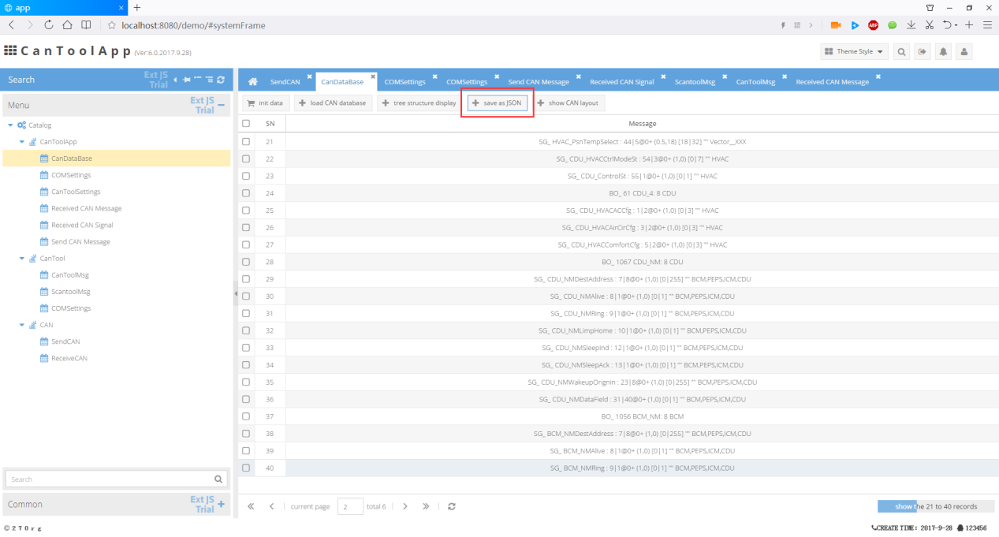 app
localhost:8080/demo/#systemFrame
ABP
CanToolApp (Ver:6.0.2017.9.28)
Theme Style
Search
Ext JS
Trial
SendCAN
CanDataBase
COMSettings
COMSettings
Send CAN Message
Received CAN Signal
ScantoolMsg
CanToolMsg
Received CAN Message
Menu
Ext JS
Trial
init data
load CAN database
tree structure display
save as JSON
show CAN layout
Catalog
CanToolApp
CanDataBase
COMSettings
CanToolSettings
Received CAN Message
Received CAN Signal
Send CAN Message
CanTool
CanToolMsg
ScantoolMsg
COMSettings
CAN
SendCAN
ReceiveCAN
Search
Common
Ext JS
Trial
SN Message
21 SG_ HVAC_PsnTempSelect : 44|5@0+ (0.5,18) [18|32] "" Vector__XXX
22 SG_ CDU_HVACCtrlModeSt : 54|3@0+ (1,0) [0|7] "" HVAC
23 SG_ CDU_ControlSt : 55|1@0+ (1,0) [0|1] "" HVAC
24 BO_ 61 CDU_4: 8 CDU
25 SG_ CDU_HVACACCfg : 1|2@0+ (1,0) [0|3] "" HVAC
26 SG_ CDU_HVACAirCirCfg : 3|2@0+ (1,0) [0|3] "" HVAC
27 SG_ CDU_HVACComfortCfg : 5|2@0+ (1,0) [0|3] "" HVAC
28 BO_ 1067 CDU_NM: 8 CDU
29 SG_ CDU_NMDestAddress : 7|8@0+ (1,0) [0|255] "" BCM,PEPS,ICM,CDU
30 SG_ CDU_NMAlive : 8|1@0+ (1,0) [0|1] "" BCM,PEPS,ICM,CDU
31 SG_ CDU_NMRing : 9|1@0+ (1,0) [0|1] "" BCM,PEPS,ICM,CDU
32 SG_ CDU_NMLimpHome : 10|1@0+ (1,0) [0|1] "" BCM,PEPS,ICM,CDU
33 SG_ CDU_NMSleepInd : 12|1@0+ (1,0) [0|1] "" BCM,PEPS,ICM,CDU
34 SG_ CDU_NMSleepAck : 13|1@0+ (1,0) [0|1] "" BCM,PEPS,ICM,CDU
35 SG_ CDU_NMWakeupOrignin : 23|8@0+ (1,0) [0|255] "" BCM,PEPS,ICM,CDU
36 SG_ CDU_NMDataField : 31|40@0+ (1,0) [0|1] "" BCM,PEPS,ICM,CDU
37 BO_ 1056 BCM_NM: 8 BCM
38 SG_ BCM_NMDestAddress : 7|8@0+ (1,0) [0|255] "" BCM,PEPS,ICM,CDU
39 SG_ BCM_NMAlive : 8|1@0+ (1,0) [0|1] "" BCM,PEPS,ICM,CDU
40 SG_ BCM_NMRing : 9|1@0+ (1,0) [0|1] "" BCM,PEPS,ICM,CDU
current page 2 total 6
show the 21 to 40 records
©2TOrg
CREATE TIME: 2017-9-28 123456